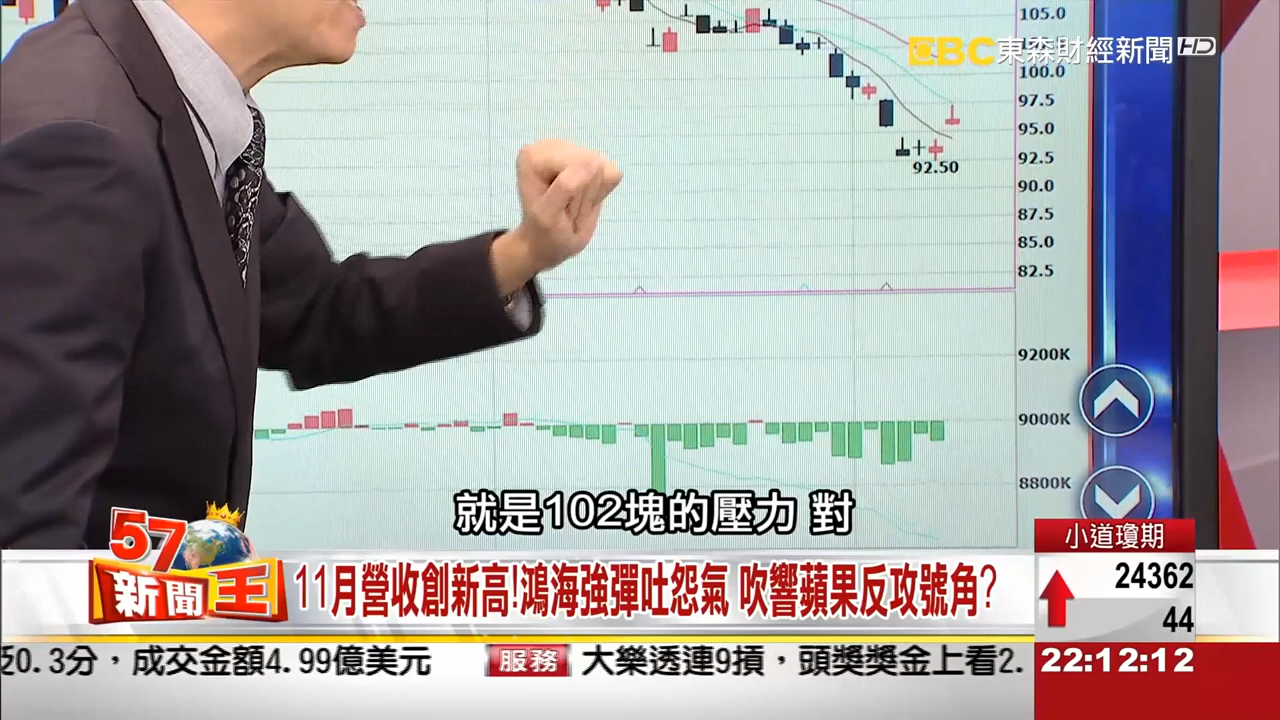 105.0
EBC 東森財經新聞 HD
100.0
97.5
95.0
92.5
92.50
90.0
87.5
85.0
82.5
9200K
9000K
8800K
就是102塊的壓力 對
57
新聞王
11月營收創新高!鴻海強彈吐怨氣 吹響蘋果反攻號角?
小道瓊期
24362
44
0.3分，成交金額4.99億美元 服務 大樂透連9摃，頭獎獎金上看2.
22:12:12